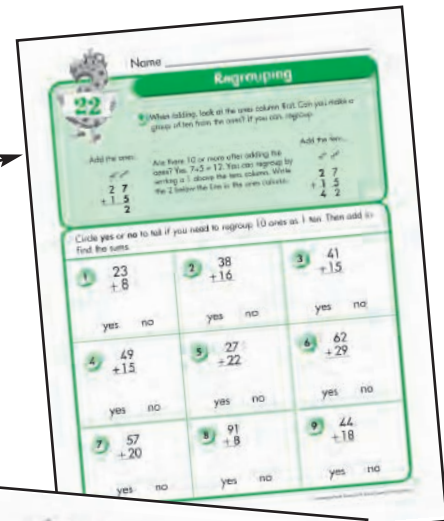 Name
Regrouping
22
When adding, look at the ones column first. Can you make a
group of ten from the ones? If you can, regroup.
Add the ones.
2 7
+ 1 5
2
Are there 10 or more after adding the
ones? Yes. 7+5 = 12. You can regroup by
writing a 1 above the tens column. Write
the 2 below the line in the ones column.
Add the tens.
2 7
+ 1 5
4 2
Circle yes or no to tell if you need to regroup 10 ones as 1 ten. Then add to
find the sums.
1 23
+ 8
yes no
2 38
+16
yes no
3 41
+15
yes no
4 49
+15
yes no
5 27
+22
yes no
6 62
+29
yes no
7 57
+20
yes no
8 91
+ 8
yes no
9 44
+18
yes no